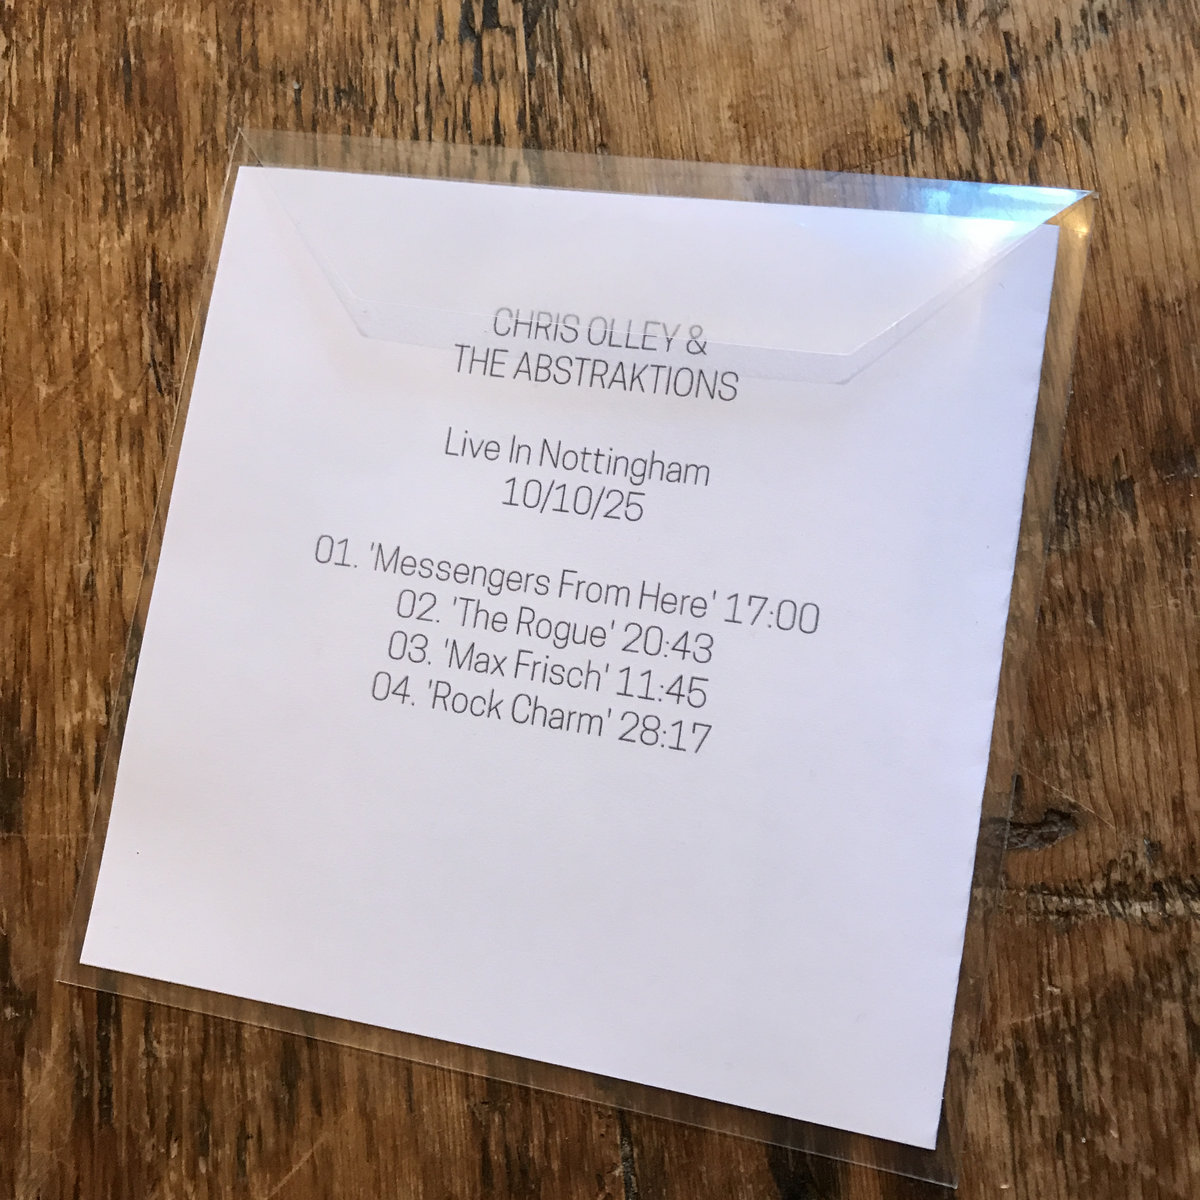 CHRIS OLLEY &
THE ABSTRAKTIONS
Live In Nottingham
10/10/25
01. 'Messengers From Here' 17:00
02. 'The Rogue' 20:43
03. 'Max Frisch' 11:45
04. 'Rock Charm' 28:17